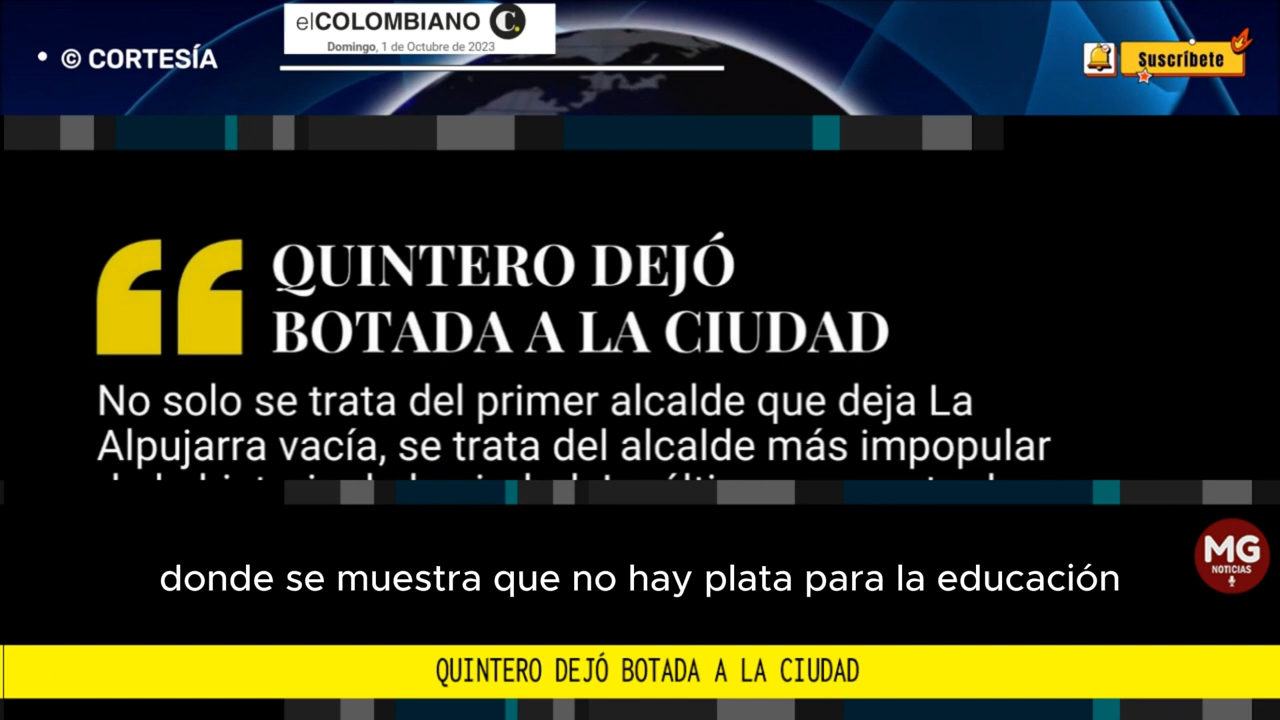 elCOLOMBIANO C.
Domingo, 1 de Octubre de 2023
• © CORTESÍA
Suscríbete
“ QUINTERO DEJÓ
BOTADA A LA CIUDAD
No solo se trata del primer alcalde que deja La
Alpujarra vacía, se trata del alcalde más impopular
MG
NOTICIAS
donde se muestra que no hay plata para la educación
QUINTERO DEJÓ BOTADA A LA CIUDAD